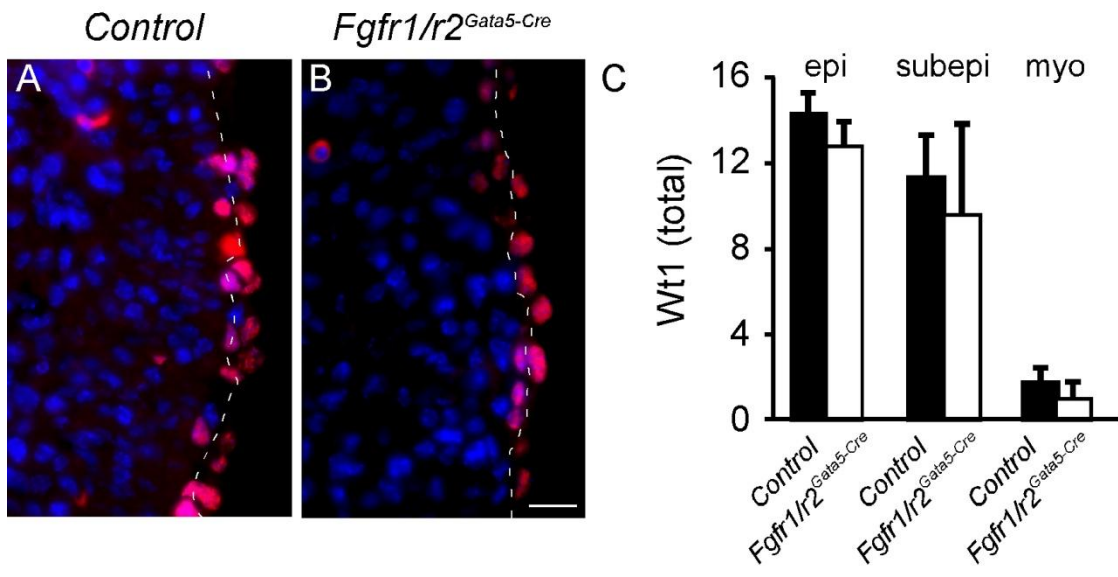 Control Fgfr1/r2Gata5-Cre
A B C
epi subepi myo
Wt1 (total)
16
12
8
4
0
Control
Fgfr1/r2Gata5-Cre
Control
Fgfr1/r2Gata5-Cre
Control
Fgfr1/r2Gata5-Cre